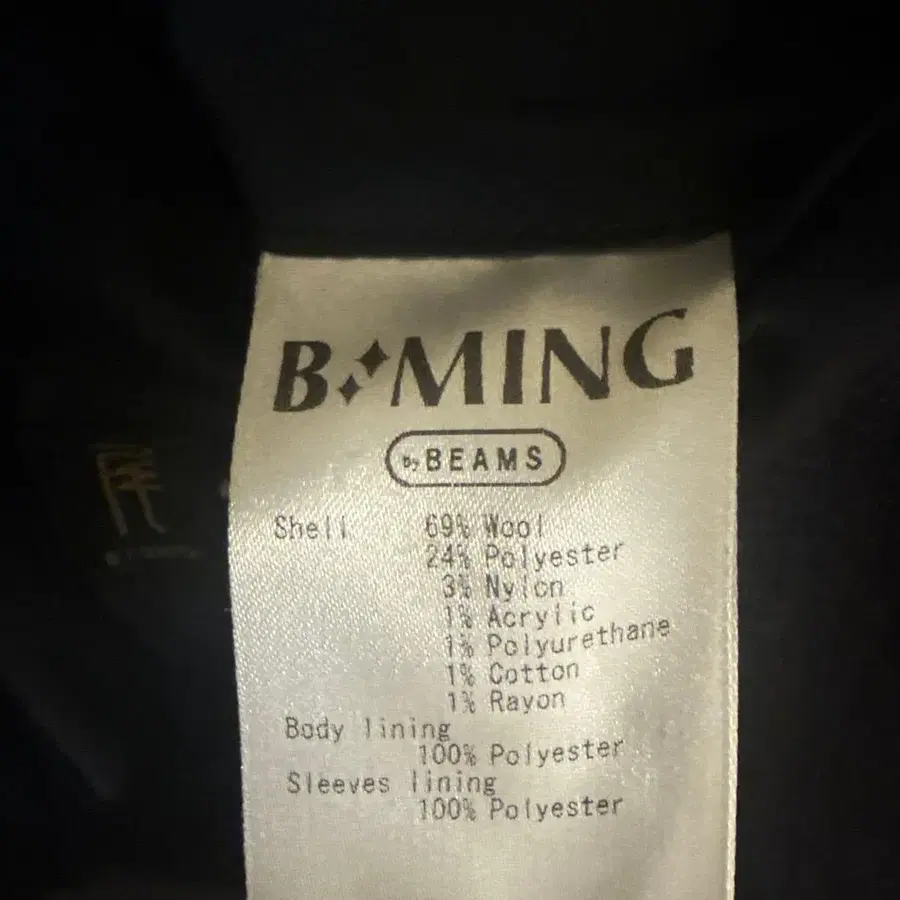 B MING
by BEAMS
Shell 69% Wool
24% Polyester
3% Nylon
1% Acrylic
1% Polyurethane
1% Cotton
1% Rayon
Body lining
100% Polyester
Sleeves lining
100% Polyester